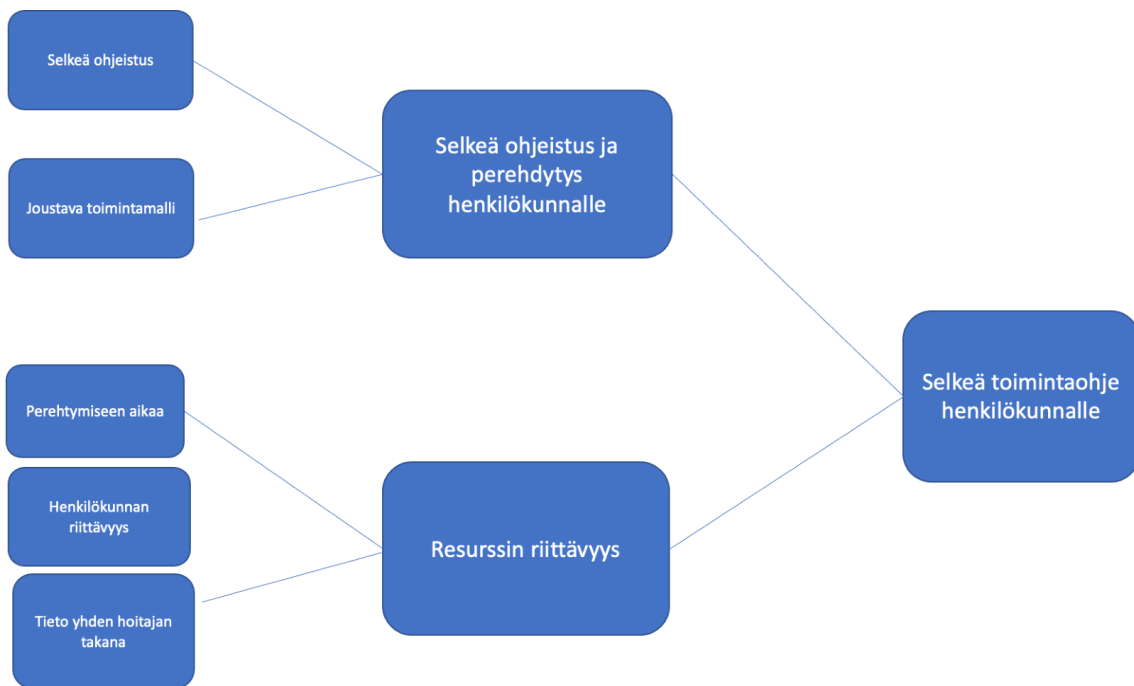 Selkeä ohjeistus
Joustava toimintamalli
Selkeä ohjeistus ja
perehdytys
henkilökunnalle
Perehtymiseen aikaa
Henkilökunnan
riittävyys
Tieto yhden hoitajan
takana
Resurssin riittävyys
Selkeä toimintaohje
henkilökunnalle